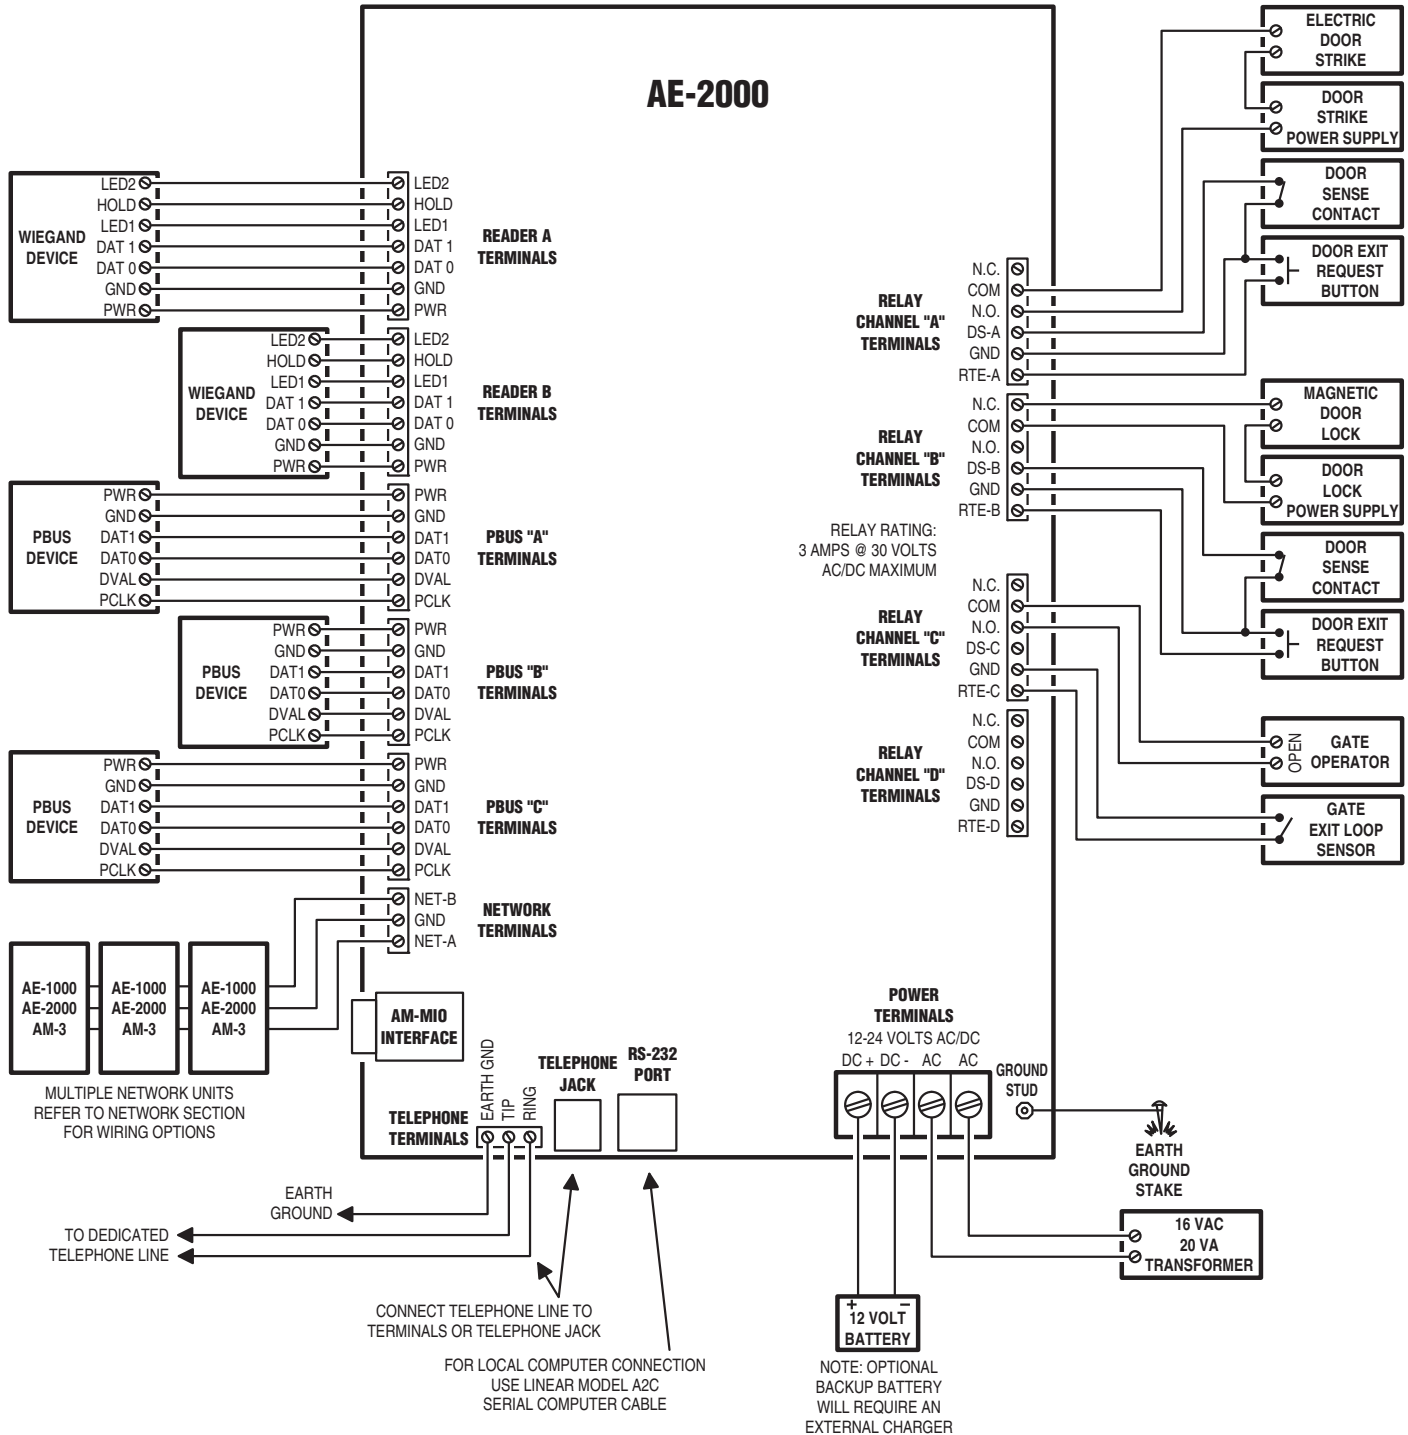 AE-2000
WIEGAND
DEVICE
LED2
HOLD
LED1
DAT 1
DAT 0
GND
PWR
LED2
HOLD
LED1
DAT 1
DAT 0
GND
PWR
READER A
TERMINALS
WIEGAND
DEVICE
LED2
HOLD
LED1
DAT 1
DAT 0
GND
PWR
LED2
HOLD
LED1
DAT 1
DAT 0
GND
PWR
READER B
TERMINALS
PBUS
DEVICE
PWR
GND
DAT1
DAT0
DVAL
PCLK
PWR
GND
DAT1
DAT0
DVAL
PCLK
PBUS "A"
TERMINALS
PBUS
DEVICE
PWR
GND
DAT1
DAT0
DVAL
PCLK
PWR
GND
DAT1
DAT0
DVAL
PCLK
PBUS "B"
TERMINALS
PBUS
DEVICE
PWR
GND
DAT1
DAT0
DVAL
PCLK
PWR
GND
DAT1
DAT0
DVAL
PCLK
PBUS "C"
TERMINALS
NET-B
GND
NET-A
NETWORK
TERMINALS
AE-1000
AE-2000
AM-3
AE-1000
AE-2000
AM-3
AE-1000
AE-2000
AM-3
MULTIPLE NETWORK UNITS
REFER TO NETWORK SECTION
FOR WIRING OPTIONS
AM-MIO
INTERFACE
TELEPHONE
TERMINALS
EARTH GND
TIP
RING
TELEPHONE
JACK
RS-232
PORT
EARTH
GROUND
TO DEDICATED
TELEPHONE LINE
CONNECT TELEPHONE LINE TO
TERMINALS OR TELEPHONE JACK
FOR LOCAL COMPUTER CONNECTION
USE LINEAR MODEL A2C
SERIAL COMPUTER CABLE
RELAY
CHANNEL "A"
TERMINALS
N.C.
COM
N.O.
DS-A
GND
RTE-A
RELAY
CHANNEL "B"
TERMINALS
N.C.
COM
N.O.
DS-B
GND
RTE-B
RELAY RATING:
3 AMPS @ 30 VOLTS
AC/DC MAXIMUM
RELAY
CHANNEL "C"
TERMINALS
N.C.
COM
N.O.
DS-C
GND
RTE-C
RELAY
CHANNEL "D"
TERMINALS
N.C.
COM
N.O.
DS-D
GND
RTE-D
ELECTRIC
DOOR
STRIKE
DOOR
STRIKE
POWER SUPPLY
DOOR
SENSE
CONTACT
DOOR EXIT
REQUEST
BUTTON
MAGNETIC
DOOR
LOCK
DOOR
LOCK
POWER SUPPLY
DOOR
SENSE
CONTACT
DOOR EXIT
REQUEST
BUTTON
OPEN
GATE
OPERATOR
GATE
EXIT LOOP
SENSOR
POWER
TERMINALS
12-24 VOLTS AC/DC
DC + DC - AC AC
GROUND
STUD
EARTH
GROUND
STAKE
16 VAC
20 VA
TRANSFORMER
+ –
12 VOLT
BATTERY
NOTE: OPTIONAL
BACKUP BATTERY
WILL REQUIRE AN
EXTERNAL CHARGER